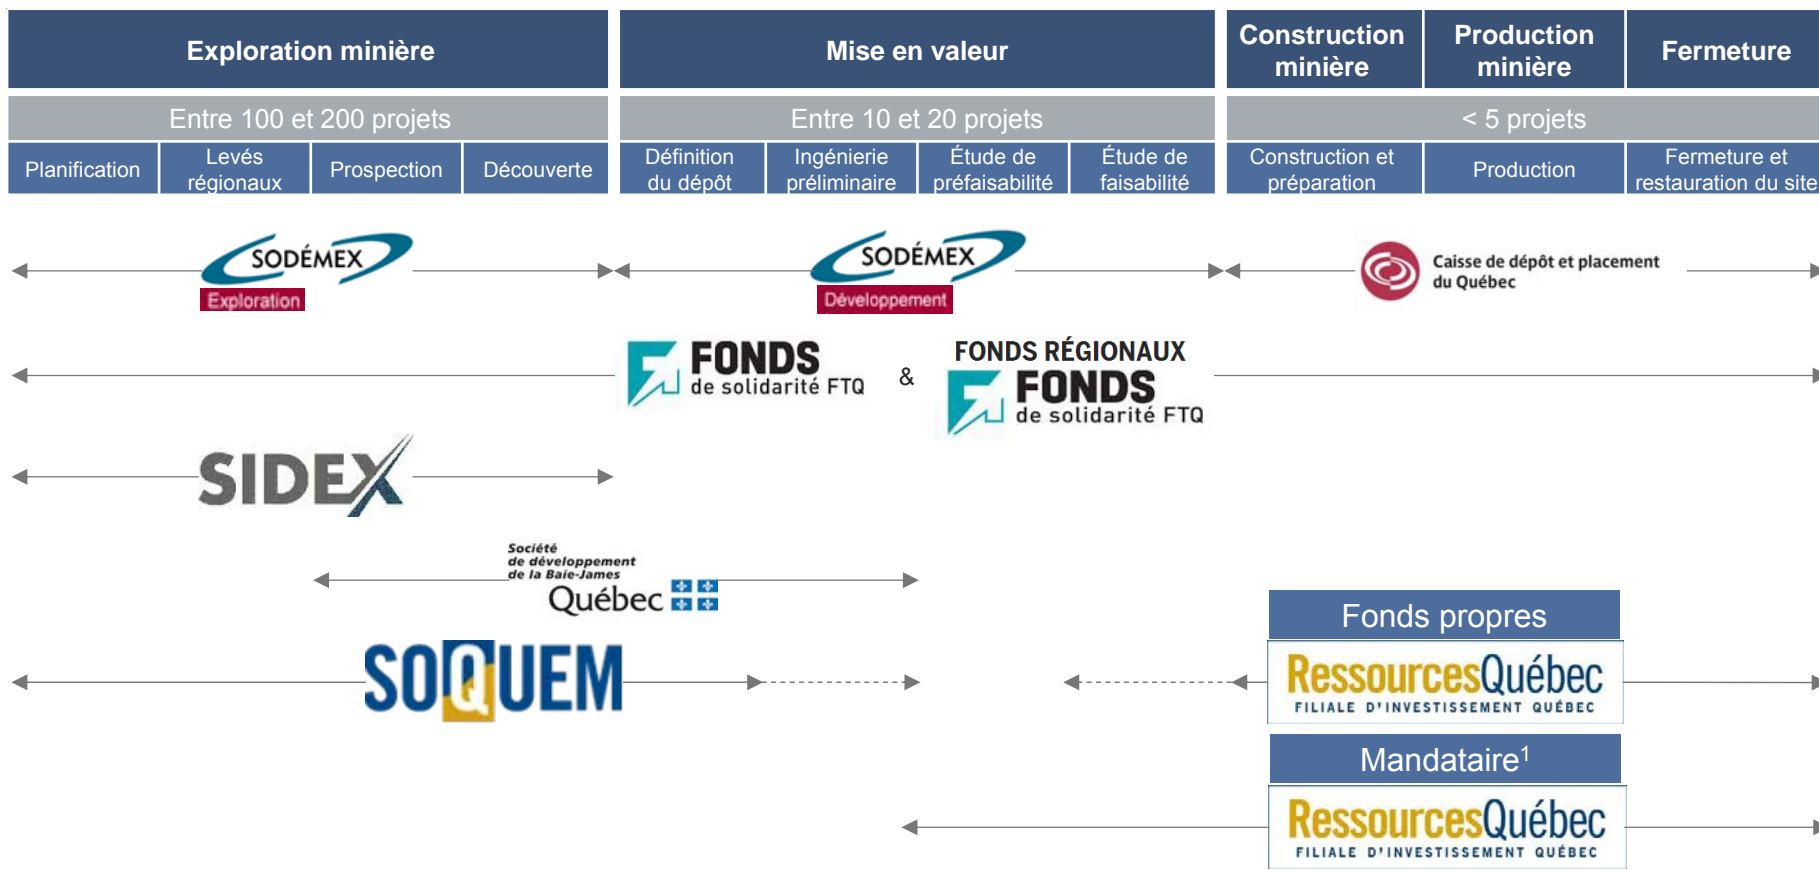 Exploration minière
Mise en valeur
Construction
minière
Production
minière
Fermeture
Entre 100 et 200 projets
Entre 10 et 20 projets
< 5 projets
Planification
Levés
régionaux
Prospection
Découverte
Définition
du dépôt
Ingénierie
préliminaire
Étude de
préfaisabilité
Étude de
faisabilité
Construction et
préparation
Production
Fermeture et
restauration du site
SODÉMEX
Exploration
SODÉMEX
Développement
Caisse de dépôt et placement
du Québec
FONDS
de solidarité FTQ
&
FONDS RÉGIONAUX
FONDS
de solidarité FTQ
SIDEX
Société
de développement
de la Baie-James
Québec
SOQUEM
Fonds propres
RessourcesQuébec
FILIALE D'INVESTISSEMENT QUÉBEC
Mandataire¹
RessourcesQuébec
FILIALE D'INVESTISSEMENT QUÉBEC